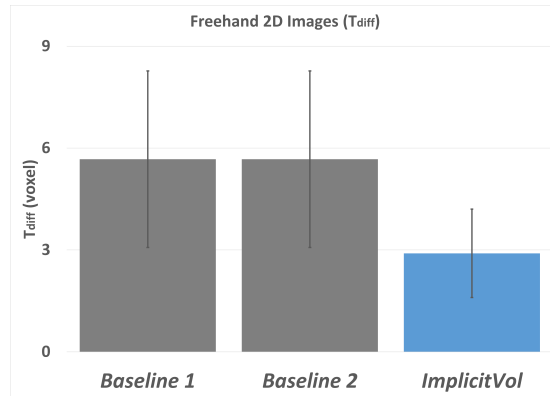 Freehand 2D Images (Tdiff)
9
6
3
0
Tdiff (voxel)
Baseline 1 Baseline 2 ImplicitVol